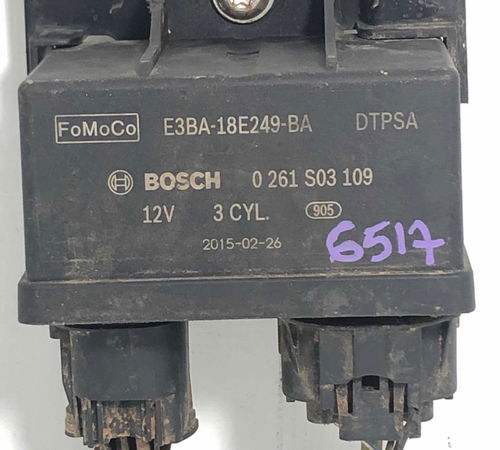 FoMoCo E3BA-18E249-BA DTPSA
BOSCH 0 261 S03 109
12V 3 CYL. 905
2015-02-26
6517